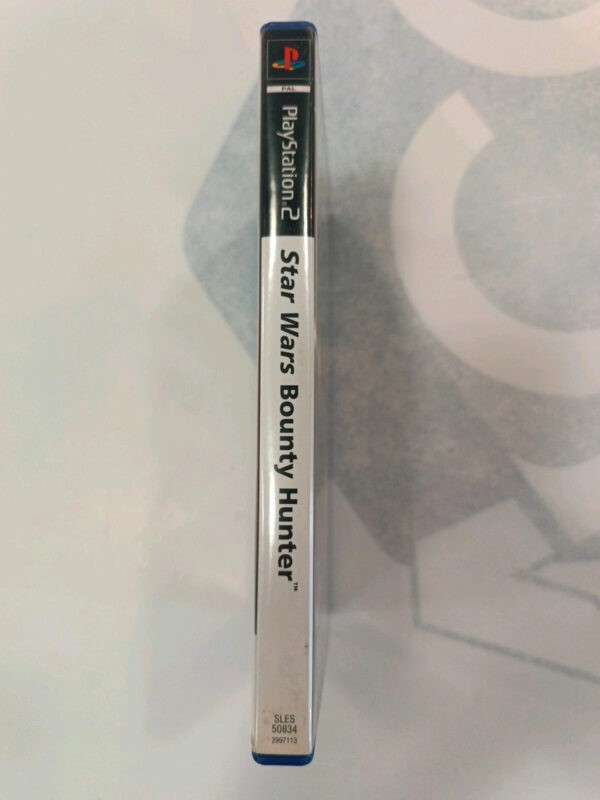 PAL
PlayStation®2
Star Wars Bounty Hunter™
SLES
50834
2997113